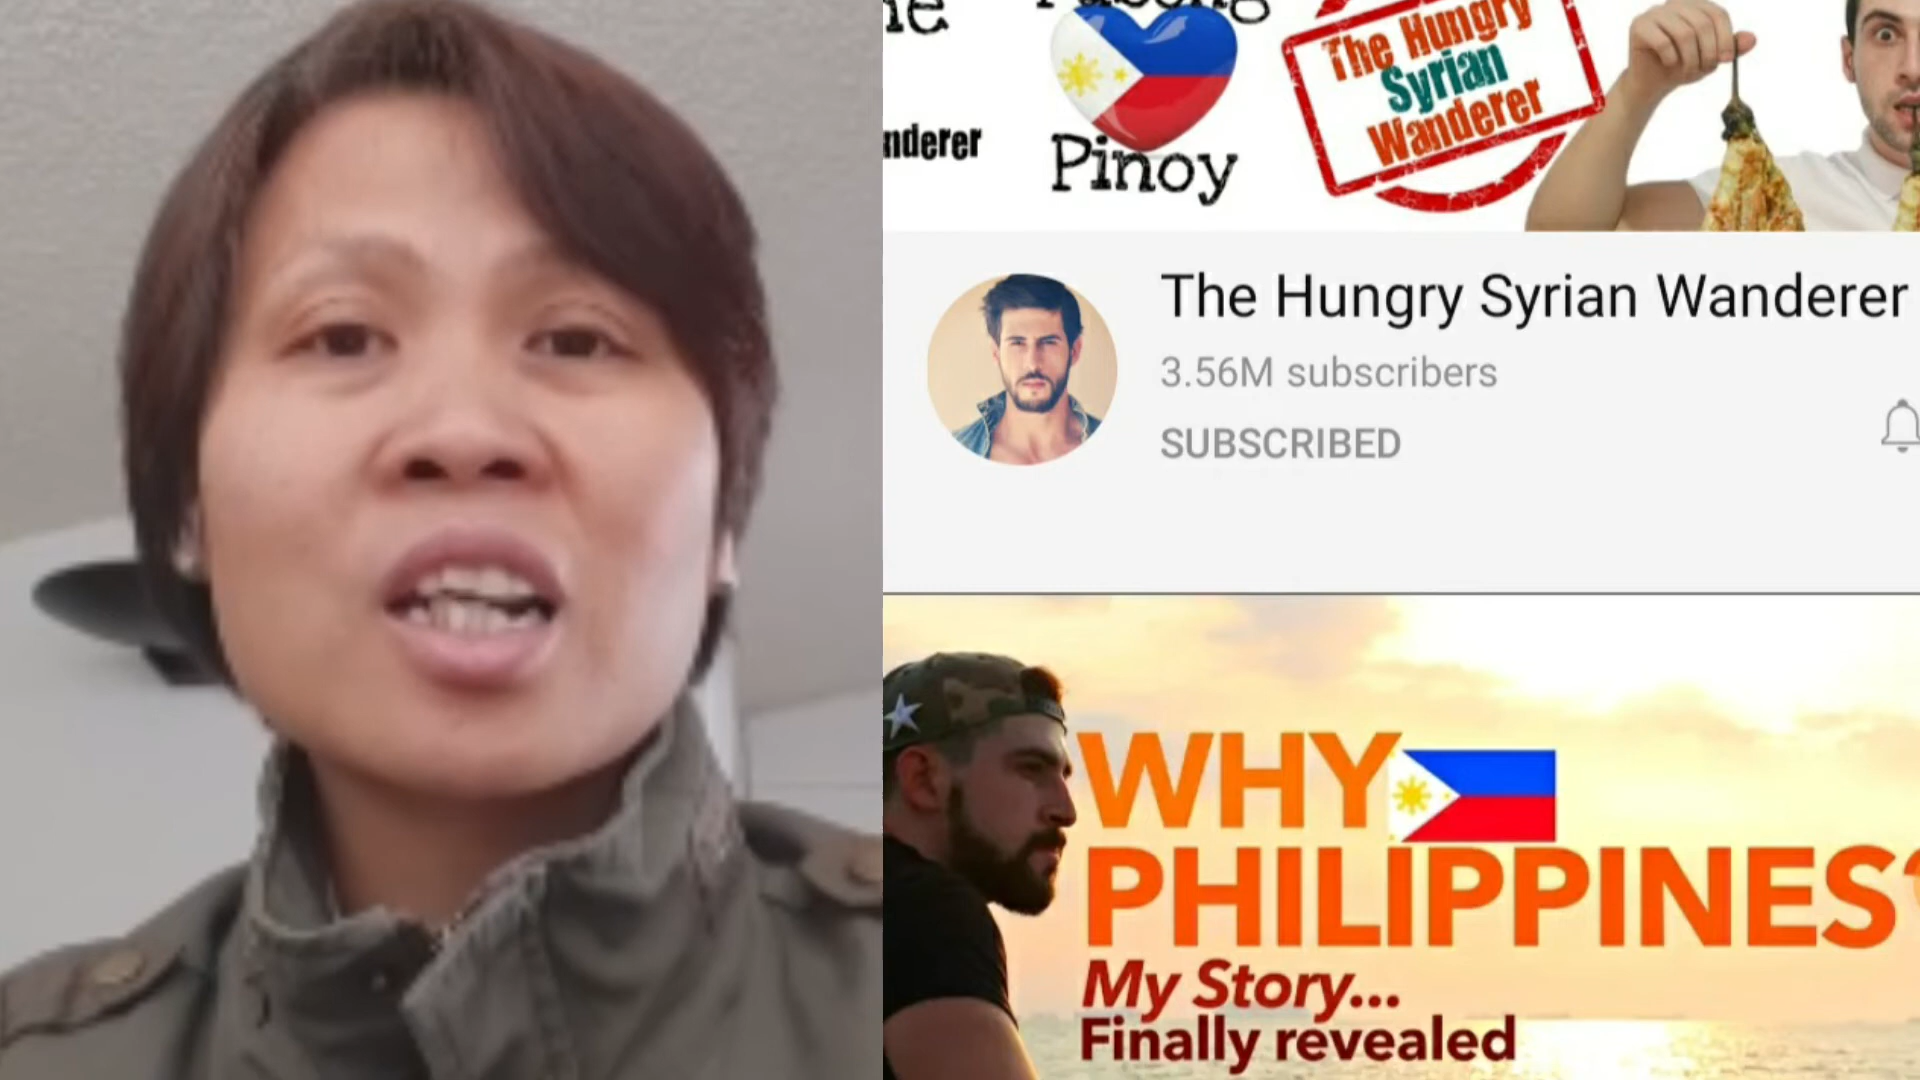 nderer
Pinoy
The Hungry
Syrian
Wanderer
The Hungry Syrian Wanderer
3.56M subscribers
SUBSCRIBED
WHY
PHILIPPINES?
My Story...
Finally revealed